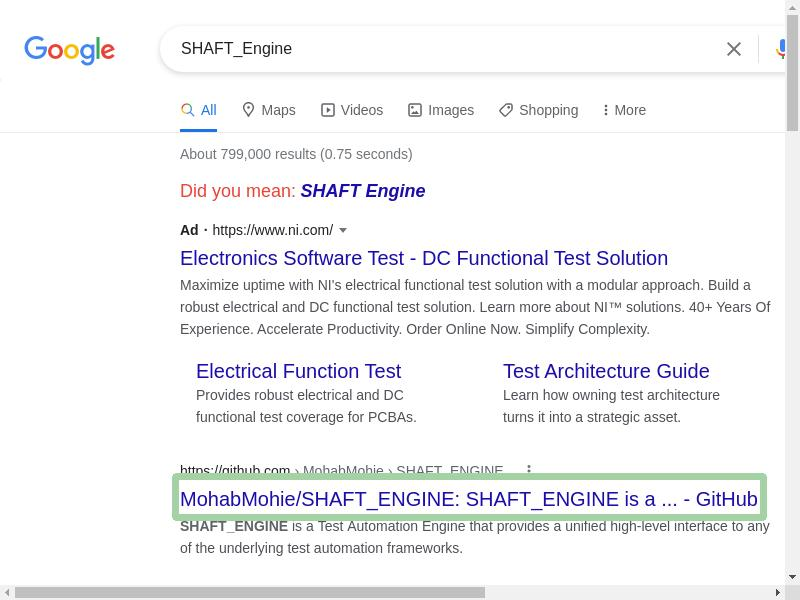 Google
SHAFT_Engine
All Maps Videos Images Shopping More
About 799,000 results (0.75 seconds)
Did you mean: SHAFT Engine
Ad · https://www.ni.com/
Electronics Software Test - DC Functional Test Solution
Maximize uptime with NI's electrical functional test solution with a modular approach. Build a
robust electrical and DC functional test solution. Learn more about NI™ solutions. 40+ Years Of
Experience. Accelerate Productivity. Order Online Now. Simplify Complexity.
Electrical Function Test
Provides robust electrical and DC
functional test coverage for PCBAs.
Test Architecture Guide
Learn how owning test architecture
turns it into a strategic asset.
https://github.com › MohabMohie › SHAFT_ENGINE
MohabMohie/SHAFT_ENGINE: SHAFT_ENGINE is a ... - GitHub
SHAFT_ENGINE is a Test Automation Engine that provides a unified high-level interface to any
of the underlying test automation frameworks.